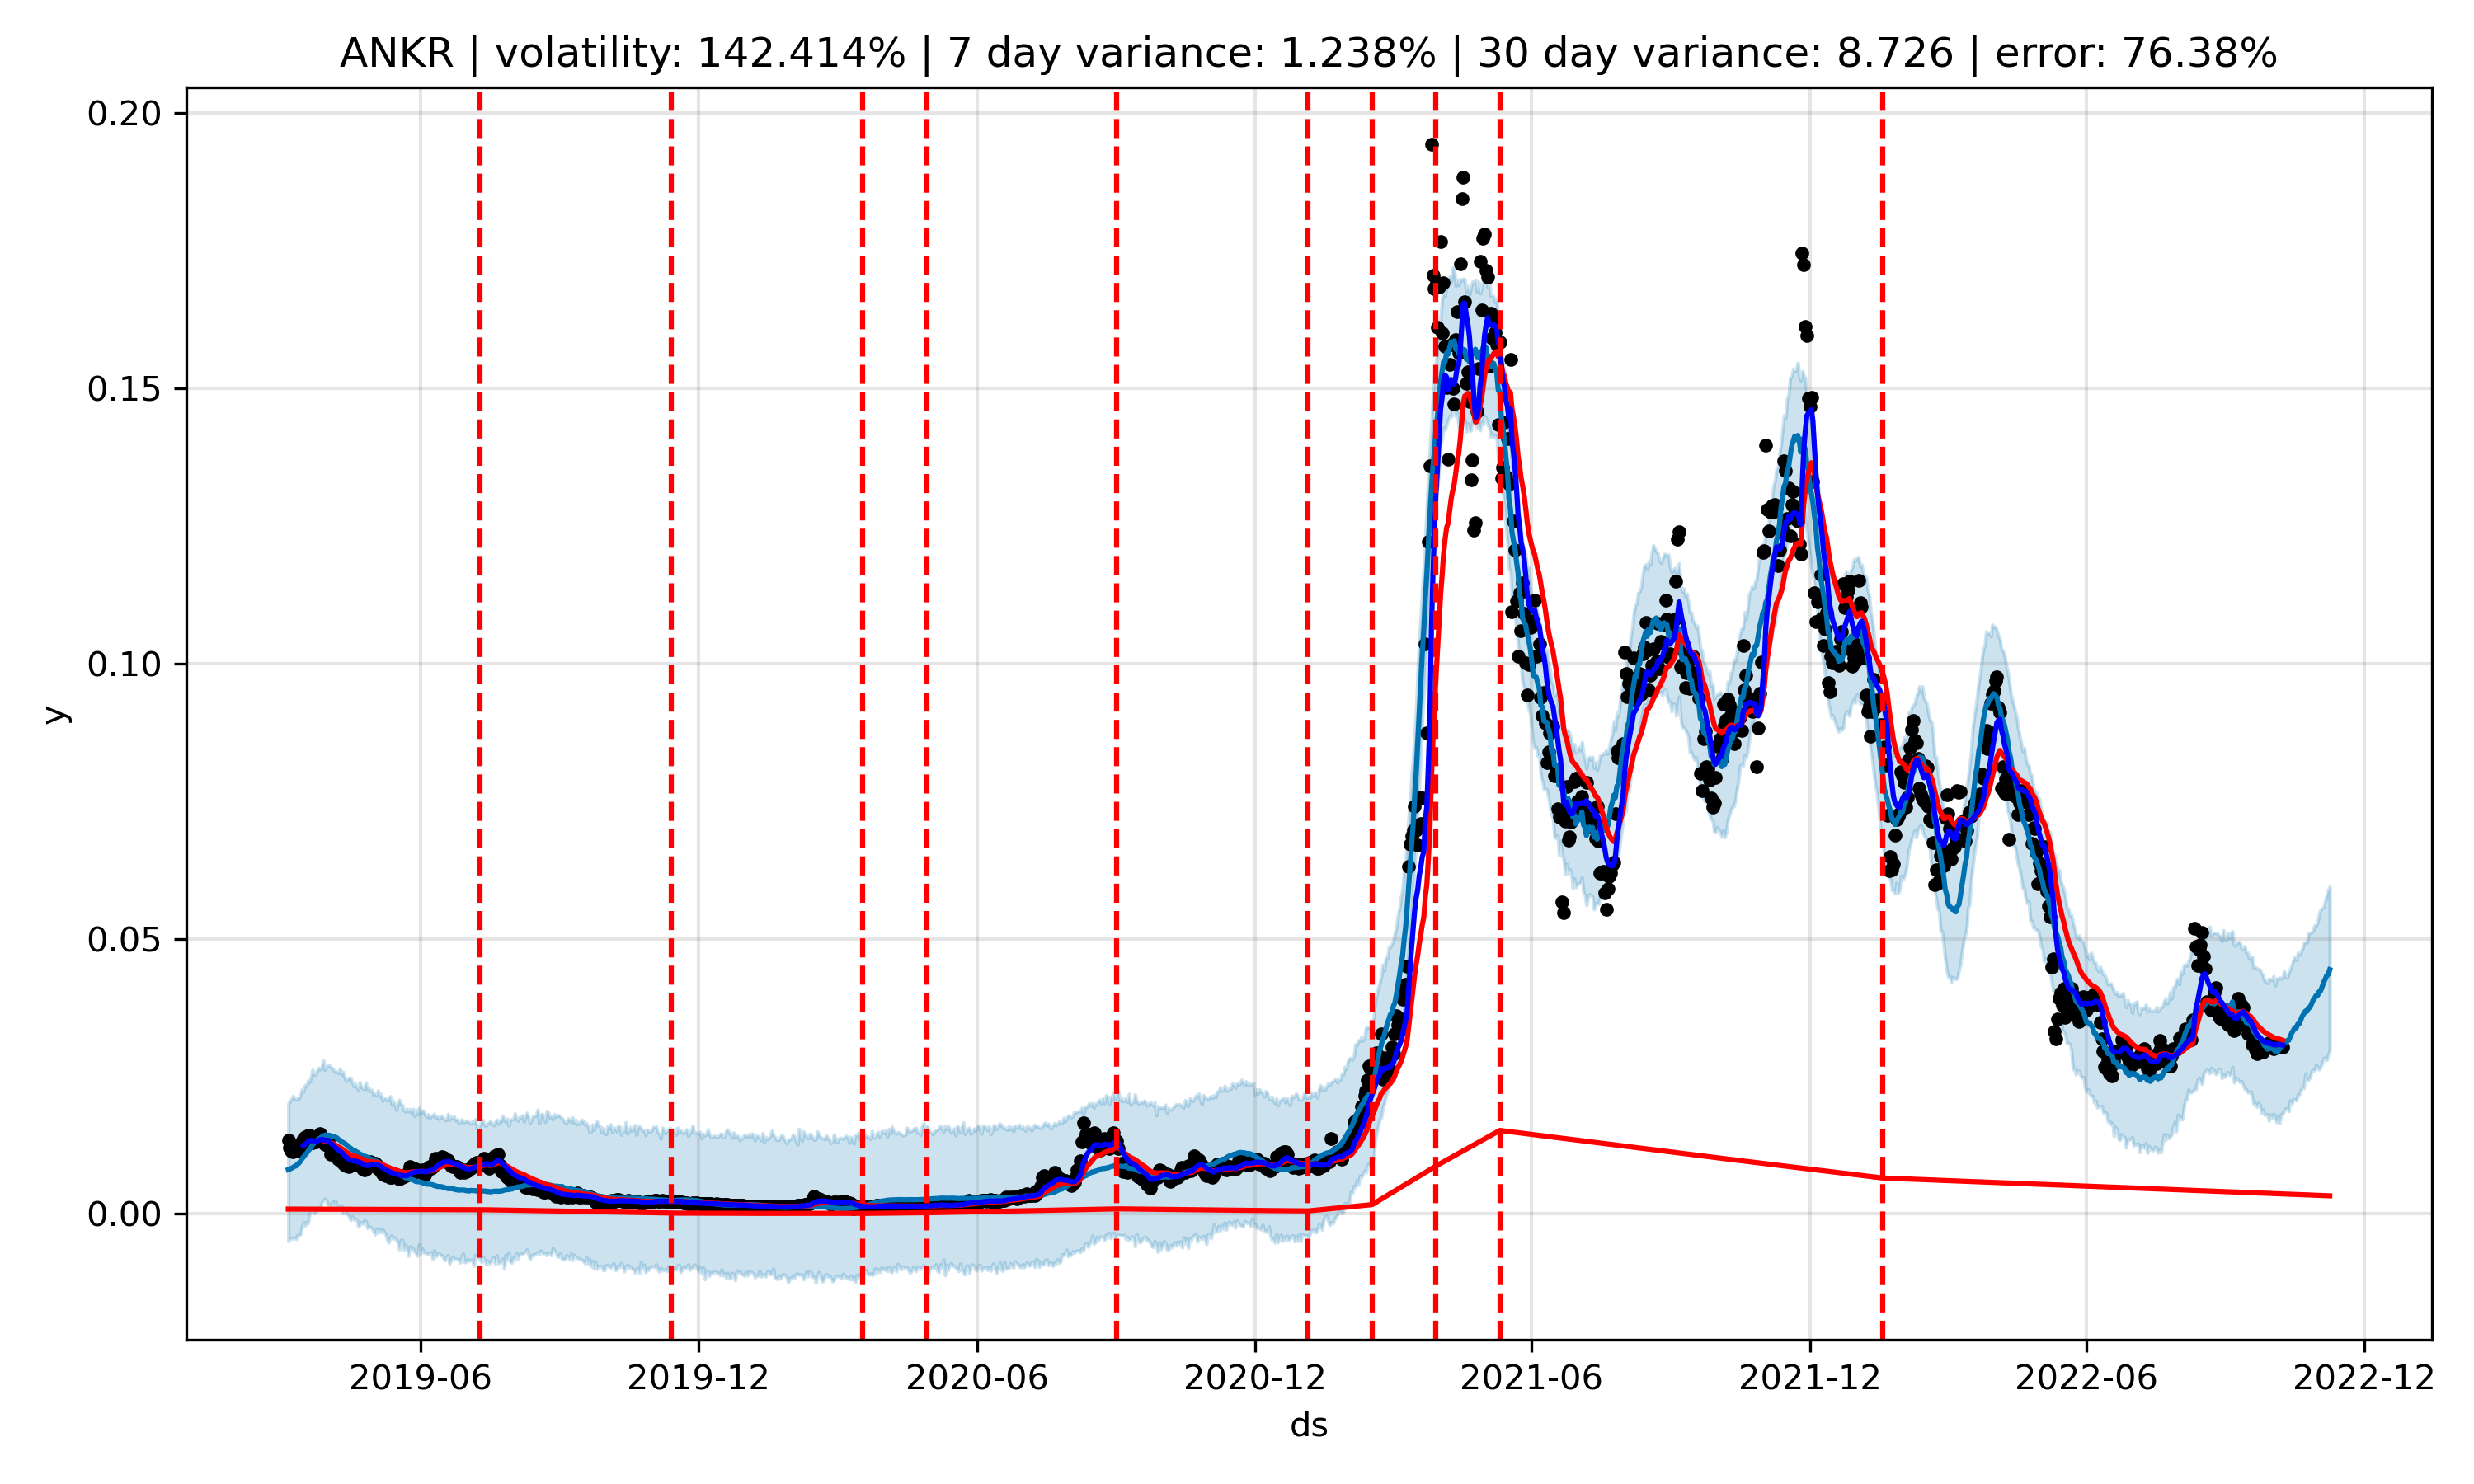 ANKR | volatility: 142.414% | 7 day variance: 1.238% | 30 day variance: 8.726 | error: 76.38%
0.20
0.15
0.10
0.05
0.00
y
2019-06 2019-12 2020-06 2020-12 2021-06 2021-12 2022-06 2022-12
ds